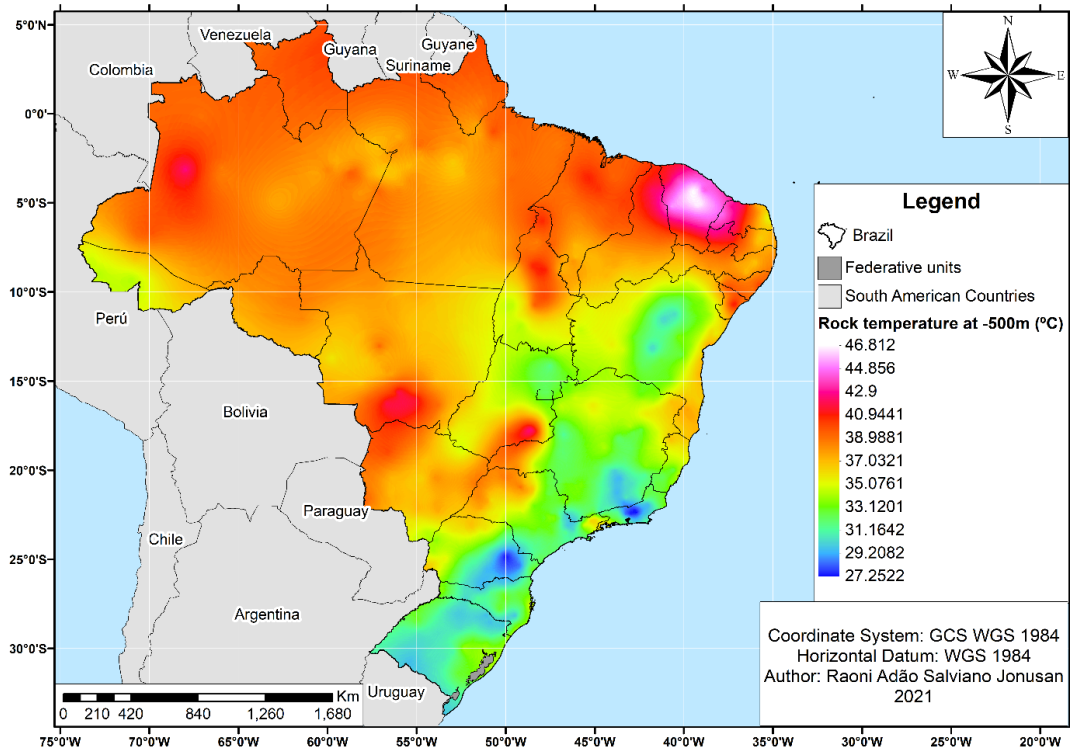 5°0'N
0°0'
5°0'S
10°0'S
15°0'S
20°0'S
25°0'S
30°0'S
Venezuela
Guyana
Guyane
Suriname
Colombia
Perú
Bolivia
Paraguay
Chile
Argentina
Uruguay
N
W
E
S
Legend
Brazil
Federative units
South American Countries
Rock temperature at -500m (ºC)
46.812
44.856
42.9
40.9441
38.9881
37.0321
35.0761
33.1201
31.1642
29.2082
27.2522
Coordinate System: GCS WGS 1984
Horizontal Datum: WGS 1984
Author: Raoni Adão Salviano Jonusan
2021
Km
0 210 420 840 1,260 1,680
75°W 70°0'W 65°0'W 60°0'W 55°0'W 50°0'W 45°0'W 40°0'W 35°0'W 30°0'W 25°0'W 20°W